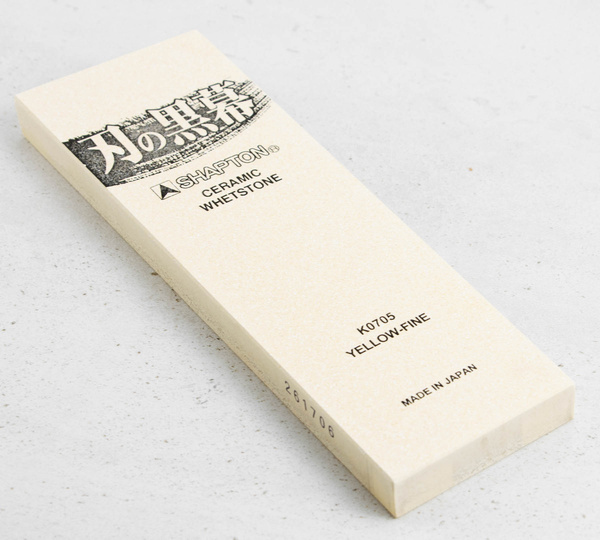 刃の黒幕
SHAPTON®
CERAMIC
WHETSTONE
K0705
YELLOW-FINE
MADE IN JAPAN
261706